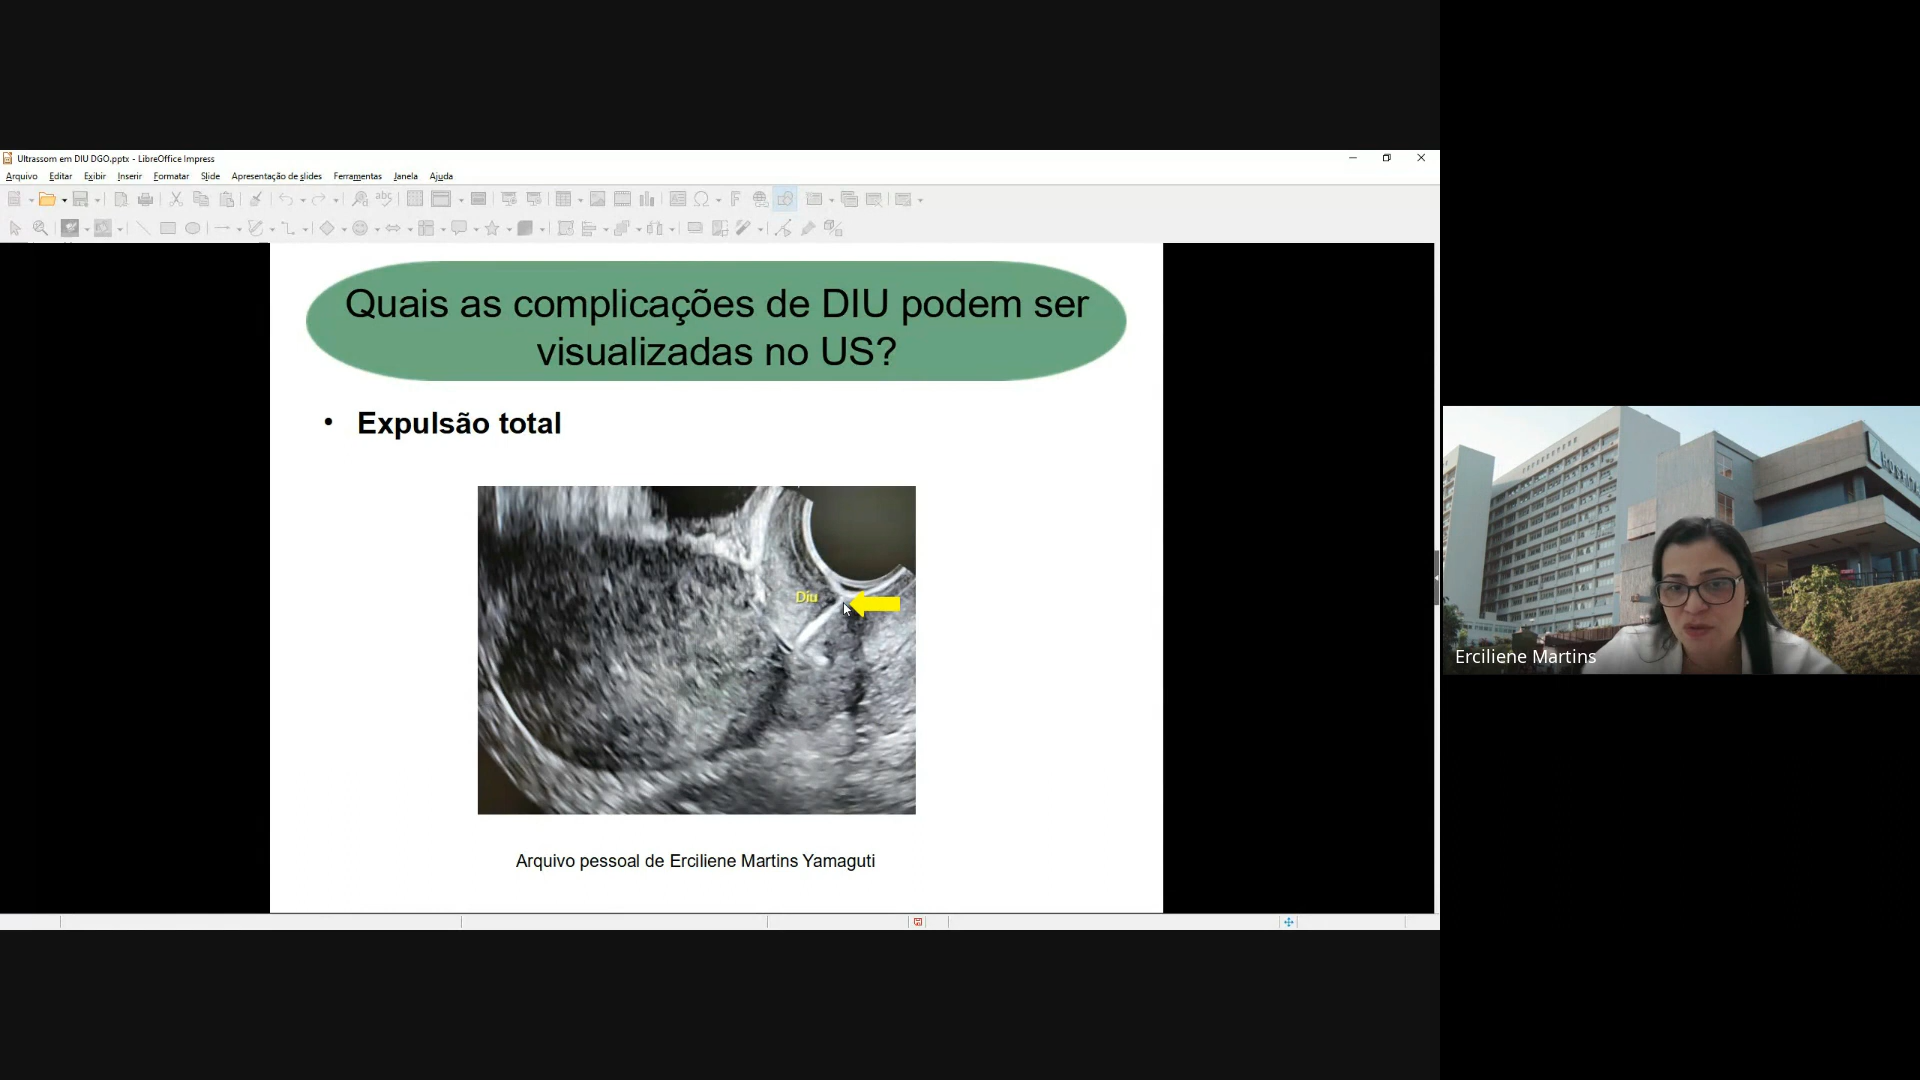 Ultrassom em DIU DGO.pptx - LibreOffice Impress
Arquivo Editar Exibir Inserir Formatar Slide Apresentação de slides Ferramentas Janela Ajuda
Quais as complicações de DIU podem ser
visualizadas no US?
• Expulsão total
Diu
Arquivo pessoal de Erciliene Martins Yamaguti
Erciliene Martins